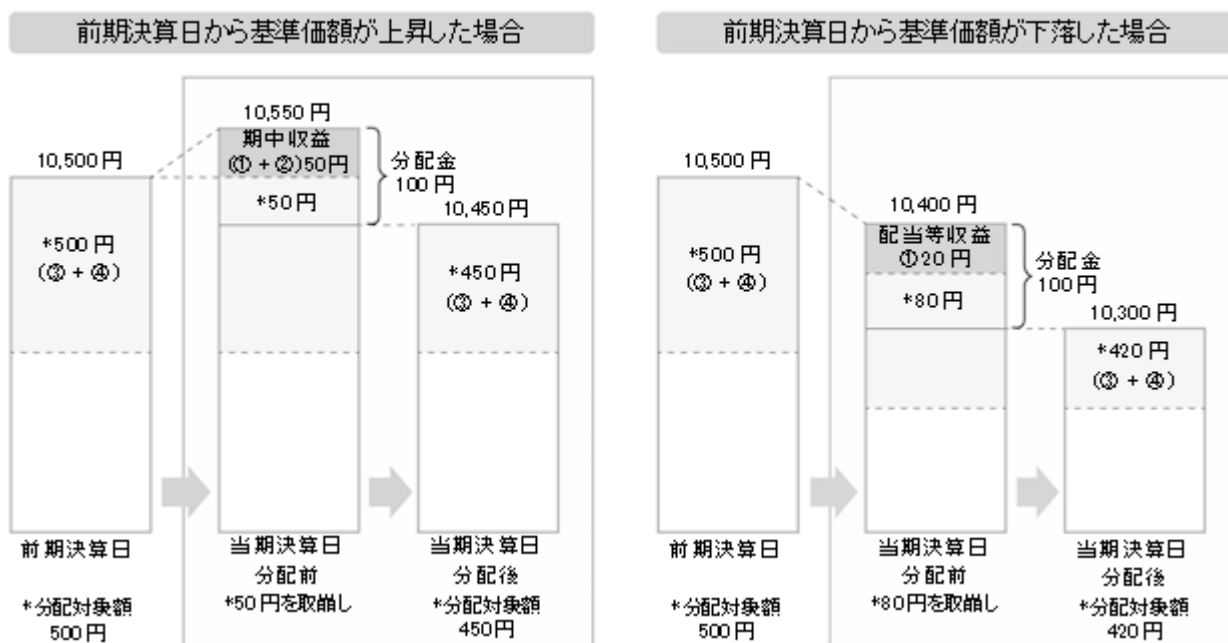 前期決算日から基準価額が上昇した場合
10,500円
*500円
(③+④)
前期決算日
*分配対象額
500円
10,550円
期中収益
(①+②)50円
*50円
分配金
100円
当期決算日
分配前
*50円を取崩し
10,450円
*450円
(③+④)
当期決算日
分配後
*分配対象額
450円
前期決算日から基準価額が下落した場合
10,500円
*500円
(③+④)
前期決算日
*分配対象額
500円
10,400円
配当等収益
①20円
*80円
分配金
100円
当期決算日
分配前
*80円を取崩し
10,300円
*420円
(③+④)
当期決算日
分配後
*分配対象額
420円